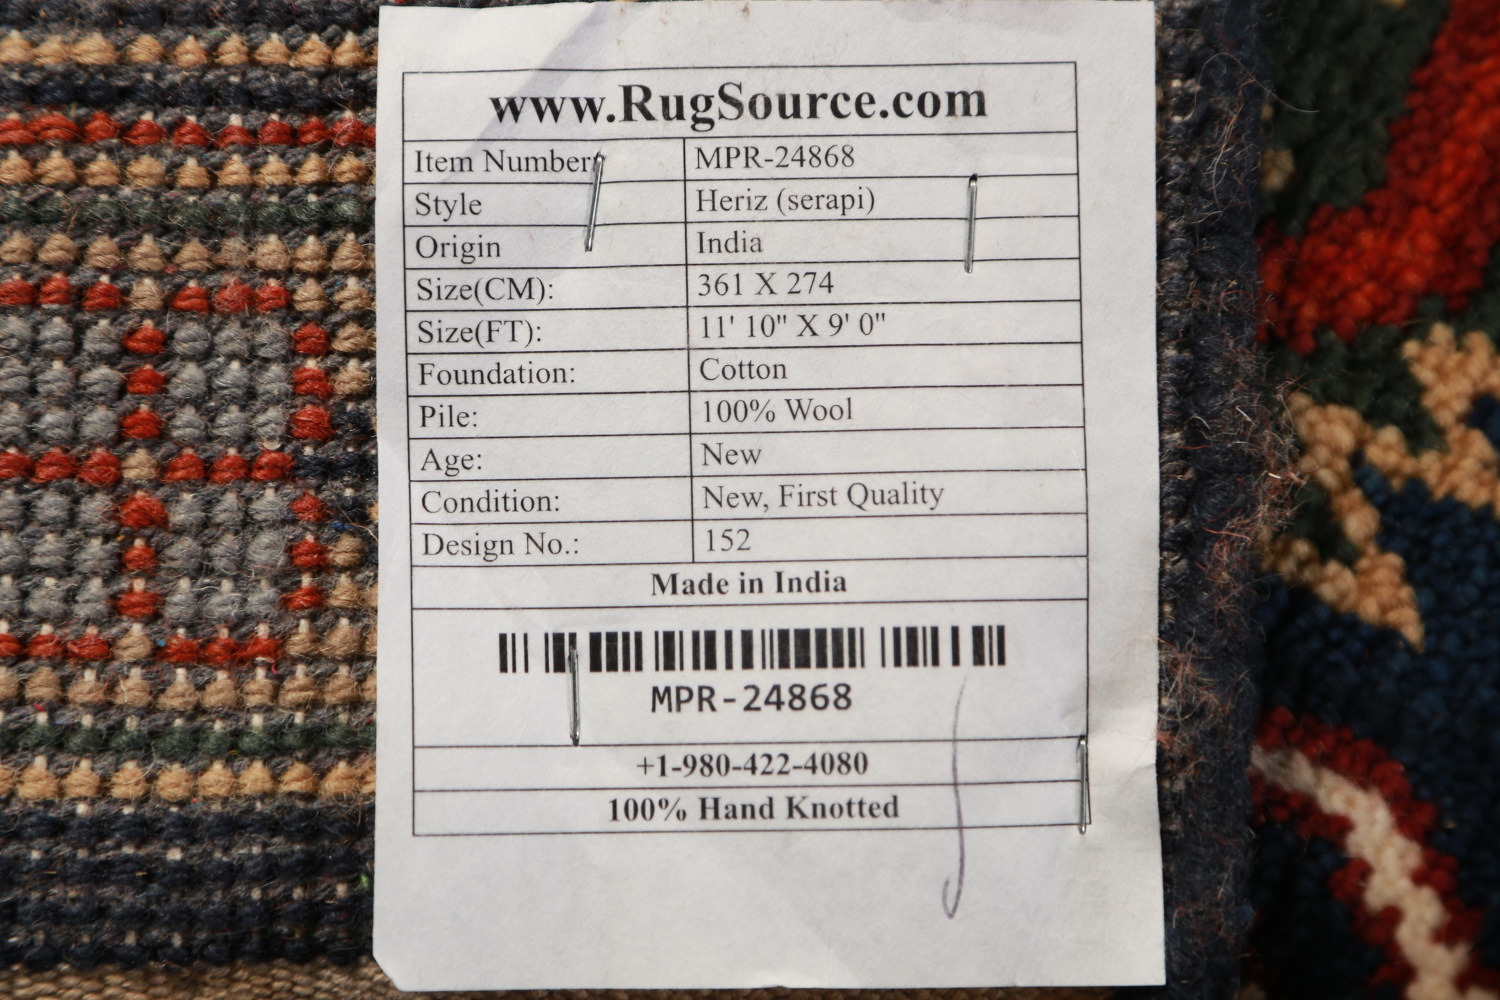 www.RugSource.com
Item Number: MPR-24868
Style Heriz (serapi)
Origin India
Size(CM): 361 X 274
Size(FT): 11' 10" X 9' 0"
Foundation: Cotton
Pile: 100% Wool
Age: New
Condition: New, First Quality
Design No.: 152
Made in India
MPR-24868
+1-980-422-4080
100% Hand Knotted